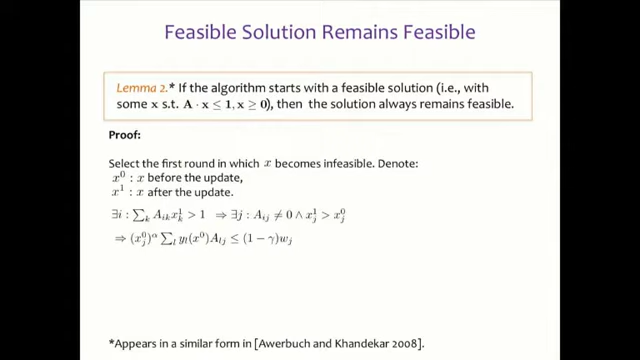 Feasible Solution Remains Feasible
Lemma 2.* If the algorithm starts with a feasible solution (i.e., with
some x s.t. A · x ≤ 1, x ≥ 0), then the solution always remains feasible.
Proof:
Select the first round in which x becomes infeasible. Denote:
x⁰ : x before the update,
x¹ : x after the update.
∃i : ∑ₖ Aᵢₖxₖ¹ > 1 ⇒ ∃j : Aᵢⱼ ≠ 0 ∧ xⱼ¹ > xⱼ⁰
⇒ (xⱼ⁰)^α ∑ₗ yₗ(x⁰)Aₗⱼ ≤ (1 − γ)wⱼ
*Appears in a similar form in [Awerbuch and Khandekar 2008].